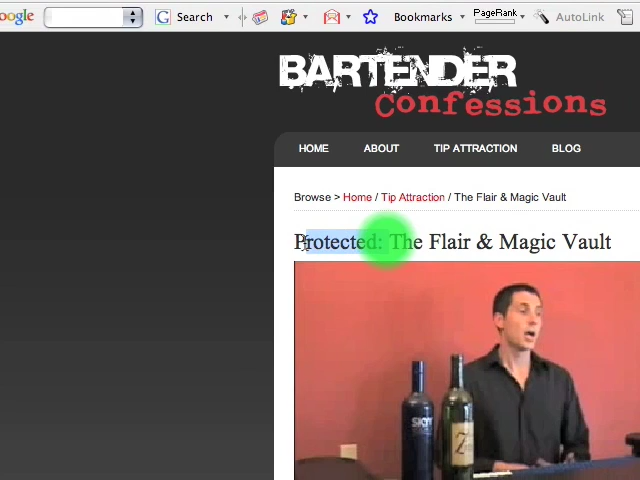 oogle G Search Bookmarks PageRank AutoLink
BARTENDER
Confessions
HOME ABOUT TIP ATTRACTION BLOG
Browse > Home / Tip Attraction / The Flair & Magic Vault
Protected: The Flair & Magic Vault
SKYY
Z